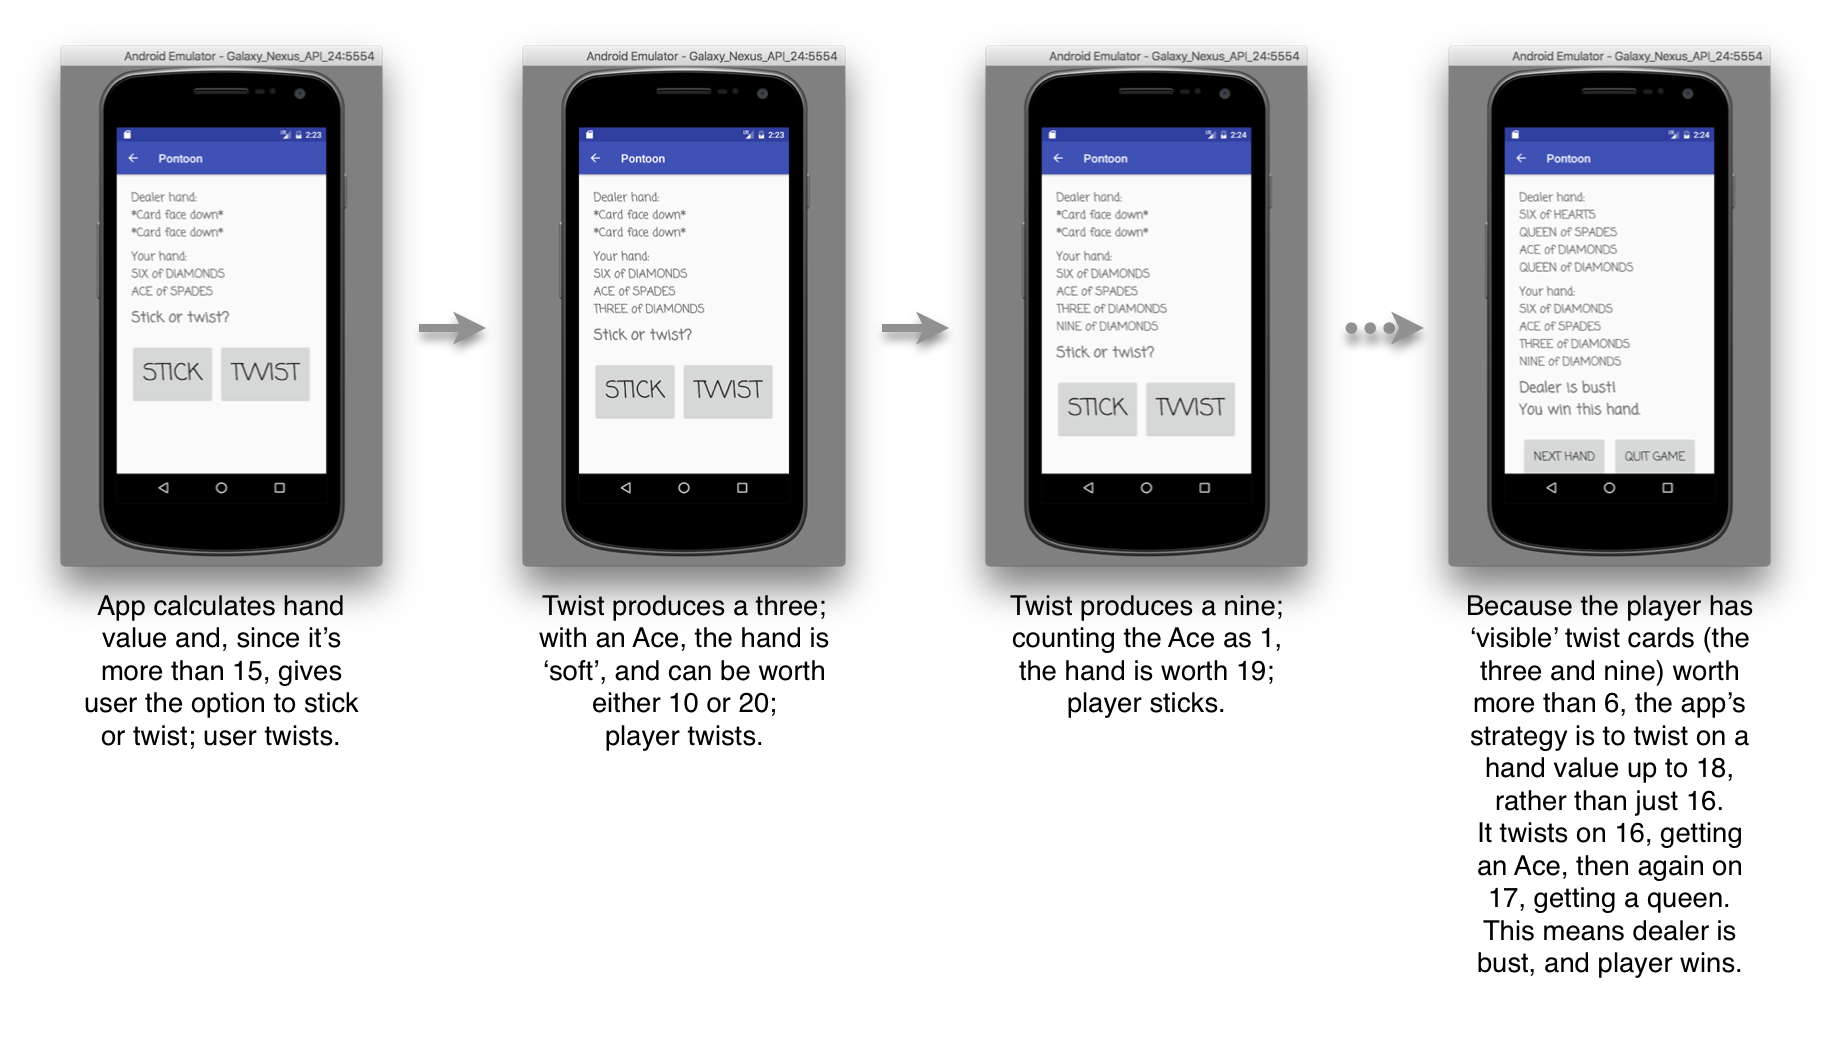 Android Emulator - Galaxy_Nexus_API_24:5554
2:23
Pontoon
Dealer hand:
*Card face down*
*Card face down*
Your hand:
SIX of DIAMONDS
ACE of SPADES
Stick or twist?
STICK TWIST
App calculates hand
value and, since it's
more than 15, gives
user the option to stick
or twist; user twists.
Android Emulator - Galaxy_Nexus_API_24:5554
2:23
Pontoon
Dealer hand:
*Card face down*
*Card face down*
Your hand:
SIX of DIAMONDS
ACE of SPADES
THREE of DIAMONDS
Stick or twist?
STICK TWIST
Twist produces a three;
with an Ace, the hand is
‘soft’, and can be worth
either 10 or 20;
player twists.
Android Emulator - Galaxy_Nexus_API_24:5554
2:24
Pontoon
Dealer hand:
*Card face down*
*Card face down*
Your hand:
SIX of DIAMONDS
ACE of SPADES
THREE of DIAMONDS
NINE of DIAMONDS
Stick or twist?
STICK TWIST
Twist produces a nine;
counting the Ace as 1,
the hand is worth 19;
player sticks.
Android Emulator - Galaxy_Nexus_API_24:5554
2:24
Pontoon
Dealer hand:
SIX of HEARTS
QUEEN of SPADES
ACE of DIAMONDS
QUEEN of DIAMONDS
Your hand:
SIX of DIAMONDS
ACE of SPADES
THREE of DIAMONDS
NINE of DIAMONDS
Dealer is bust!
You win this hand.
NEXT HAND QUIT GAME
Because the player has
‘visible’ twist cards (the
three and nine) worth
more than 6, the app’s
strategy is to twist on a
hand value up to 18,
rather than just 16.
It twists on 16, getting
an Ace, then again on
17, getting a queen.
This means dealer is
bust, and player wins.